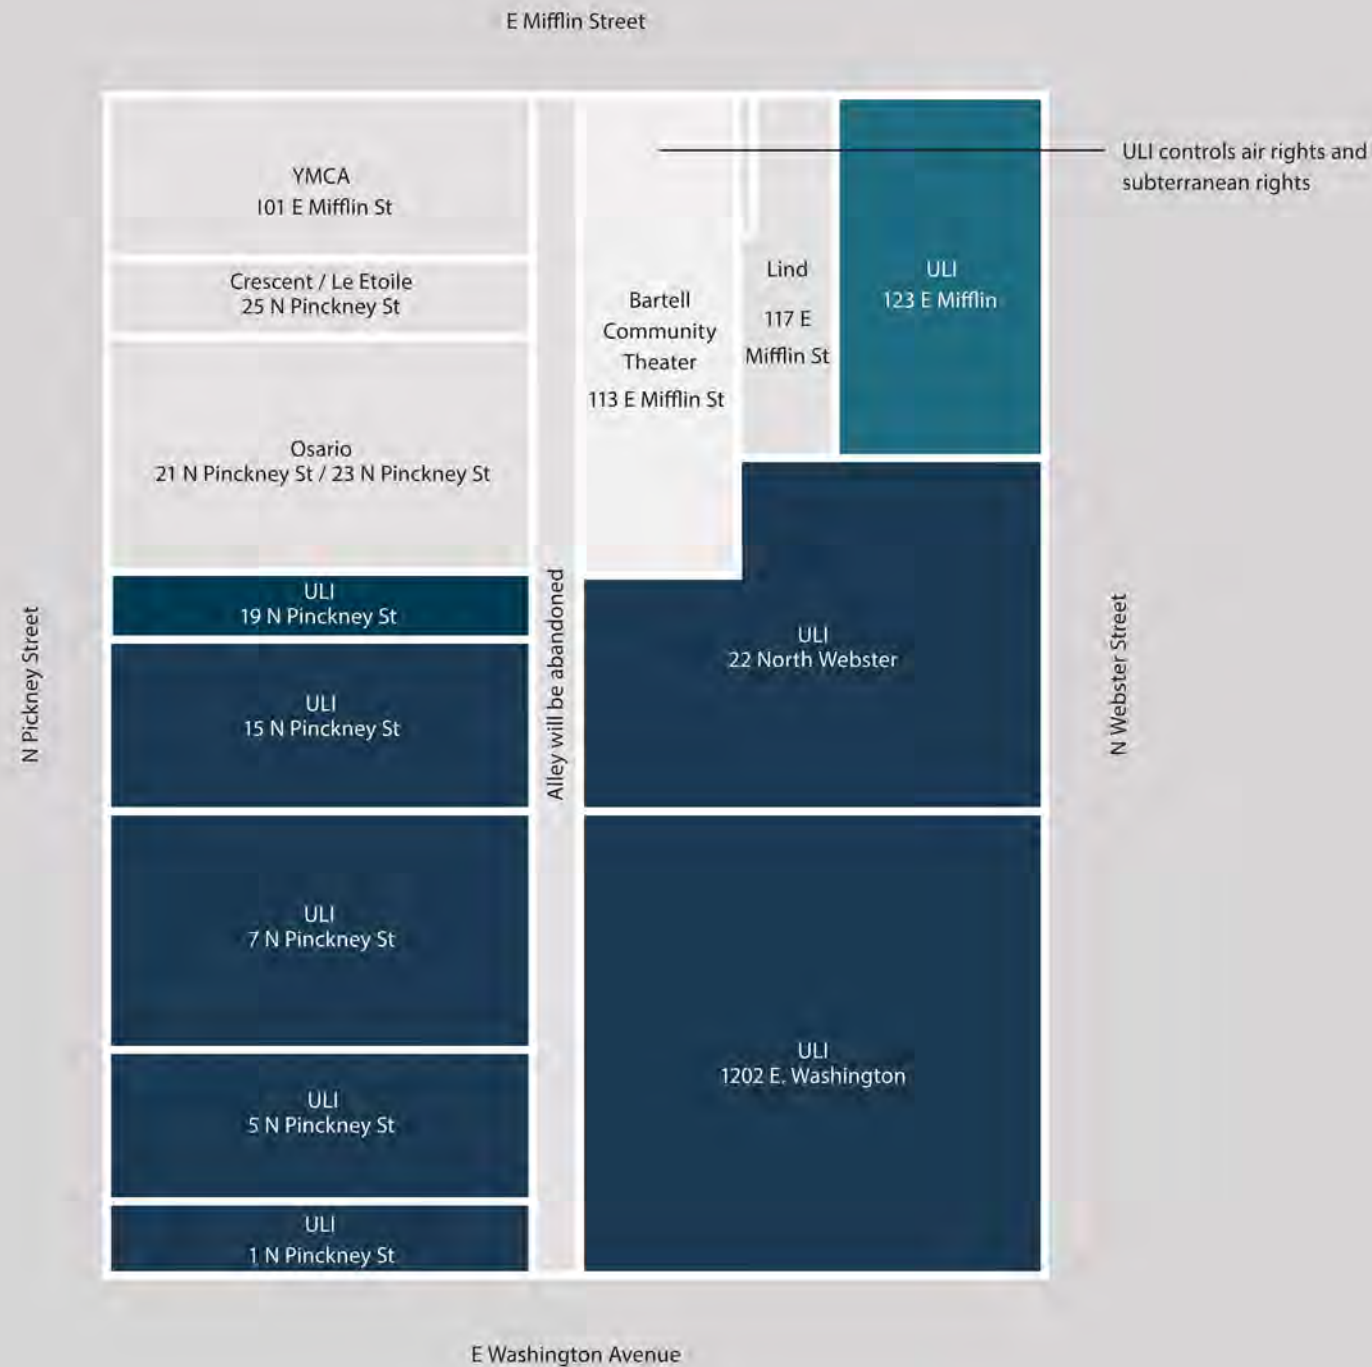 E Mifflin Street
YMCA
101 E Mifflin St
Crescent / Le Etoile
25 N Pinckney St
Osario
21 N Pinckney St / 23 N Pinckney St
ULI
19 N Pinckney St
ULI
15 N Pinckney St
ULI
7 N Pinckney St
ULI
5 N Pinckney St
ULI
1 N Pinckney St
N Pickney Street
Alley will be abandoned
Bartell
Community
Theater
113 E Mifflin St
Lind
117 E
Mifflin St
ULI
123 E Mifflin
ULI controls air rights and
subterranean rights
ULI
22 North Webster
ULI
1202 E. Washington
N Webster Street
E Washington Avenue